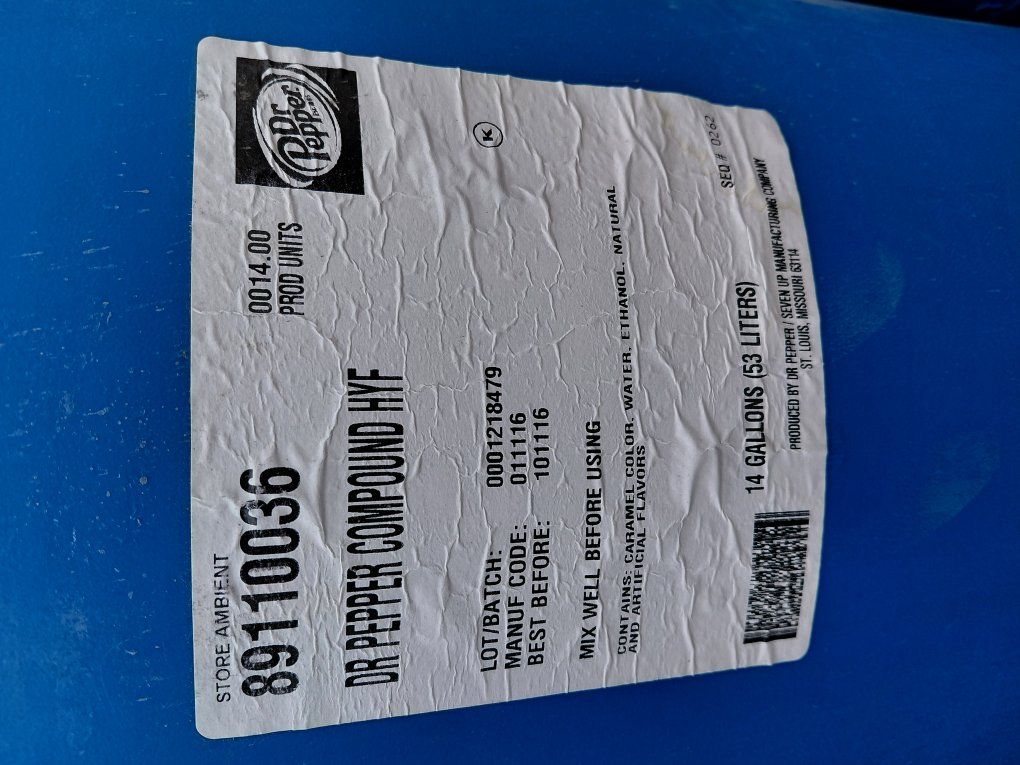 STORE AMBIENT
89110036
0014.00
PROD UNITS
Dr Pepper
DR PEPPER COMPOUND HYF
K
LOT/BATCH: 0001218479
MANUF CODE: 011116
BEST BEFORE: 101116
MIX WELL BEFORE USING
CONTAINS: CARAMEL COLOR, WATER, ETHANOL, NATURAL
AND ARTIFICIAL FLAVORS
SEQ # 0262
14 GALLONS (53 LITERS)
PRODUCED BY DR PEPPER / SEVEN UP MANUFACTURING COMPANY
ST. LOUIS, MISSOURI 63114